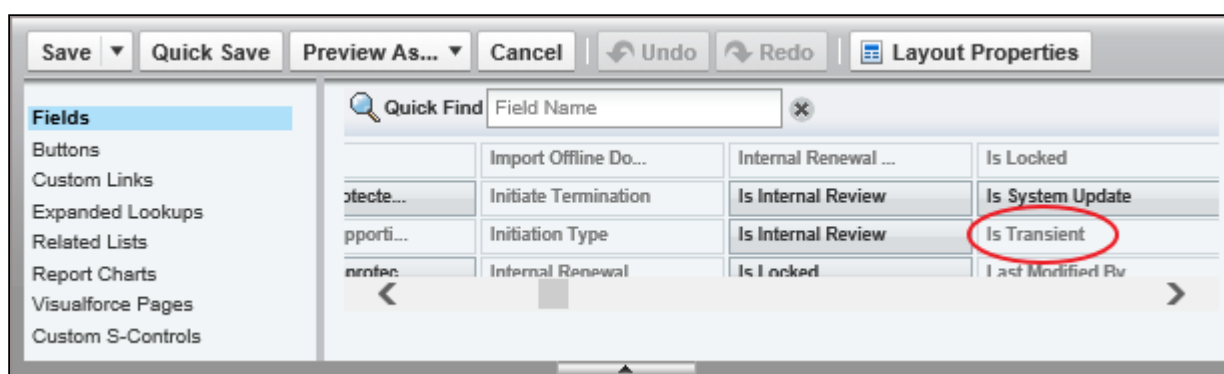 Save Quick Save Preview As... Cancel Undo Redo Layout Properties
Fields
Buttons
Custom Links
Expanded Lookups
Related Lists
Report Charts
Visualforce Pages
Custom S-Controls
Quick Find Field Name
Import Offline Do... Internal Renewal ... Is Locked
otecte... Initiate Termination Is Internal Review Is System Update
pporti... Initiation Type Is Internal Review Is Transient
protec Internal Renewal Is Locked Last Modified By